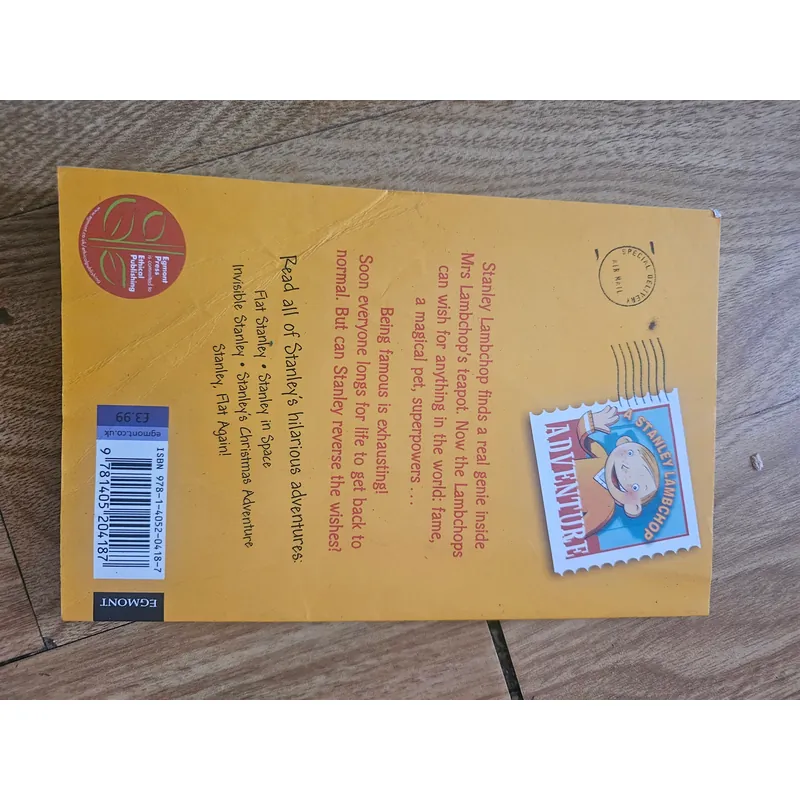 SPECIAL DELIVERY
AIR MAIL
A STANLEY LAMBCHOP
ADVENTURE
Stanley Lambchop finds a real genie inside
Mrs Lambchop's teapot. Now the Lambchops
can wish for anything in the world: fame,
a magical pet, superpowers ...
Being famous is exhausting!
Soon everyone longs for life to get back to
normal. But can Stanley reverse the wishes?
Read all of Stanley's hilarious adventures:
Flat Stanley • Stanley in Space
Invisible Stanley • Stanley's Christmas Adventure
Stanley, Flat Again!
Egmont
Press
is committed to
Ethical
Publishing
£3.99
egmont.co.uk
ISBN 978-1-4052-0418-7
9 781405 204187
EGMONT